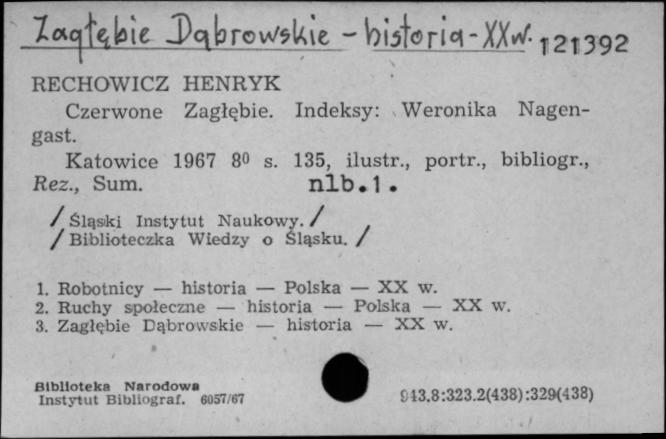 Zagłębie Dąbrowskie - historia - XX w. 121392
RECHOWICZ HENRYK
Czerwone Zagłębie. Indeksy: Weronika Nagen-
gast.
Katowice 1967 8⁰ s. 135, ilustr., portr., bibliogr.,
Rez., Sum. nlb.1.
/ Śląski Instytut Naukowy. /
/ Biblioteczka Wiedzy o Śląsku. /
1. Robotnicy — historia — Polska — XX w.
2. Ruchy społeczne — historia — Polska — XX w.
3. Zagłębie Dąbrowskie — historia — XX w.
Biblioteka Narodowa
Instytut Bibliograf. 6057/67 943.8:323.2(438):329(438)